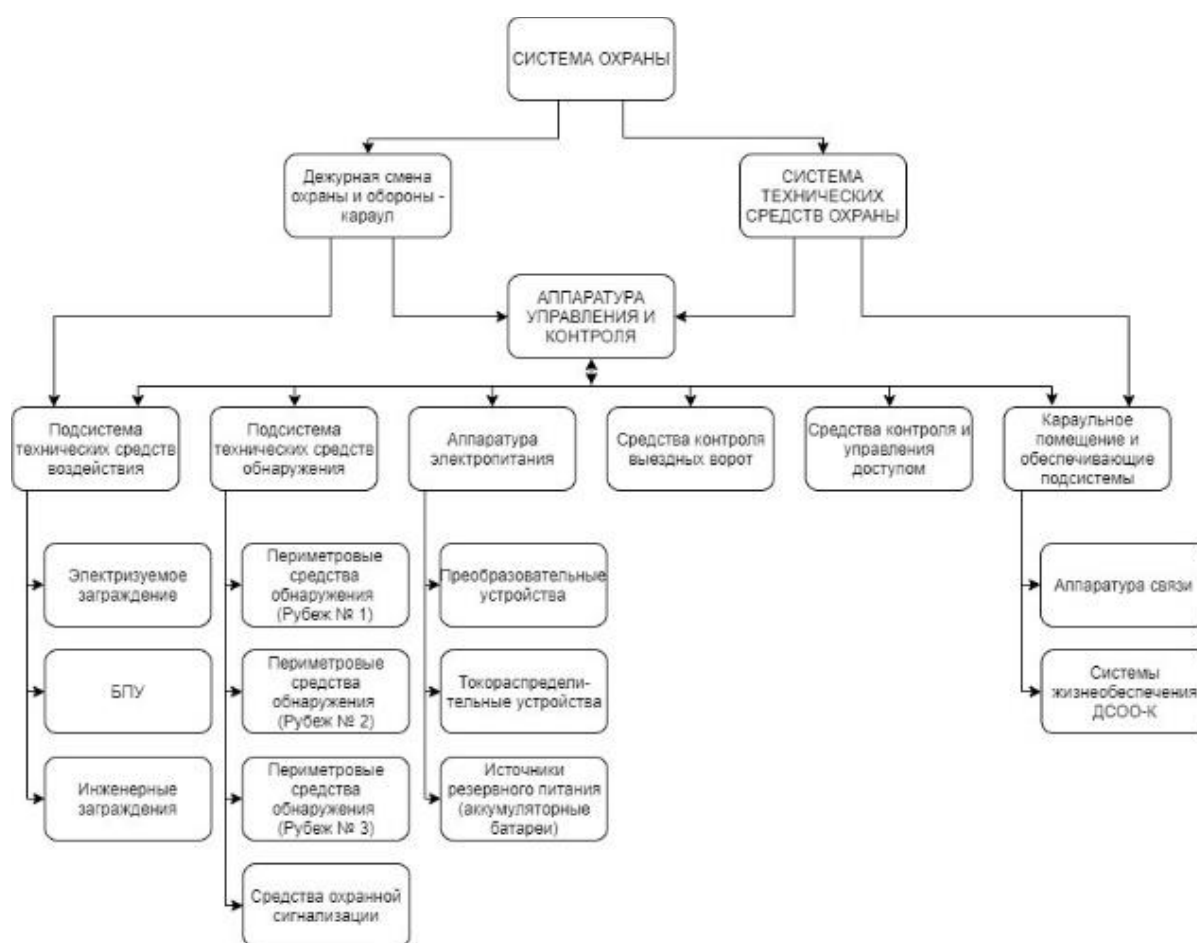 СИСТЕМА ОХРАНЫ
Дежурная смена
охраны и обороны -
караул
СИСТЕМА
ТЕХНИЧЕСКИХ
СРЕДСТВ ОХРАНЫ
АППАРАТУРА
УПРАВЛЕНИЯ И
КОНТРОЛЯ
Подсистема
технических средств
воздействия
Подсистема
технических средств
обнаружения
Аппаратура
электропитания
Средства контроля
выездных ворот
Средства контроля и
управления
доступом
Караульное
помещение и
обеспечивающие
подсистемы
Электризуемое
заграждение
БПУ
Инженерные
заграждения
Периметровые
средства
обнаружения
(Рубеж № 1)
Периметровые
средства
обнаружения
(Рубеж № 2)
Периметровые
средства
обнаружения
(Рубеж № 3)
Средства охранной
сигнализации
Преобразовательные
устройства
Токораспредели-
тельные устройства
Источники
резервного питания
(аккумуляторные
батареи)
Аппаратура связи
Системы
жизнеобеспечения
ДСОО-К